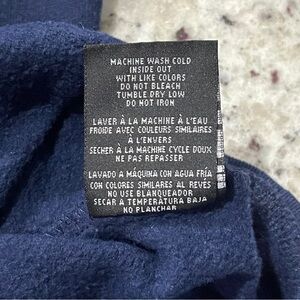 MACHINE WASH COLD
INSIDE OUT
WITH LIKE COLORS
DO NOT BLEACH
TUMBLE DRY LOW
DO NOT IRON
LAVER À LA MACHINE À L'EAU
FROIDE AVEC COULEURS SIMILAIRES
À L'ENVERS
SECHER À LA MACHINE CYCLE DOUX
NE PAS REPASSER
LAVADO A MÁQUINA CON AGUA FRÍA
CON COLORES SIMILARES AL REVÉS
NO USE BLANQUEADOR
SECAR A TEMPERATURA BAJA
NO PLANCHAR